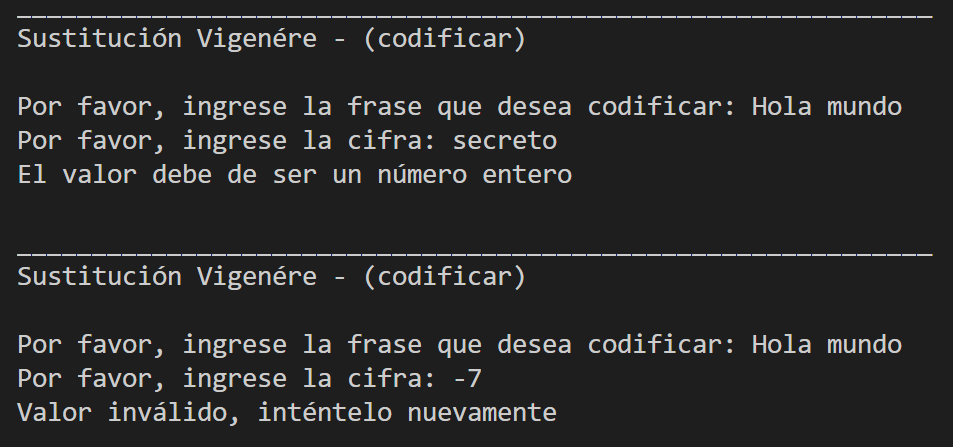 Sustitución Vigenére - (codificar)
Por favor, ingrese la frase que desea codificar: Hola mundo
Por favor, ingrese la cifra: secreto
El valor debe de ser un número entero
Sustitución Vigenére - (codificar)
Por favor, ingrese la frase que desea codificar: Hola mundo
Por favor, ingrese la cifra: -7
Valor inválido, inténtelo nuevamente